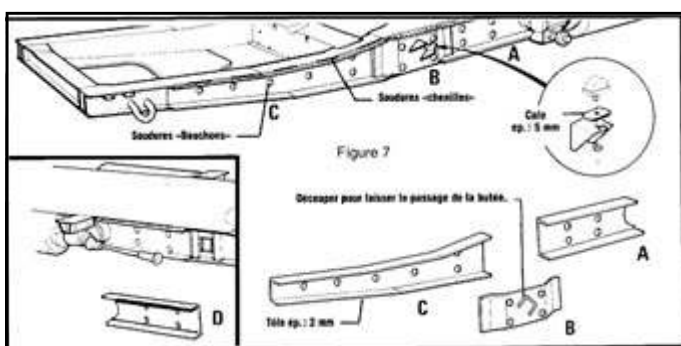 A
B
Soudures «chenilles»
C
Soudures «Bouchons»
Cale
ép.: 5 mm
Figure 7
Découper pour laisser le passage de la butée.
A
D
C
B
Tôle ép.: 3 mm